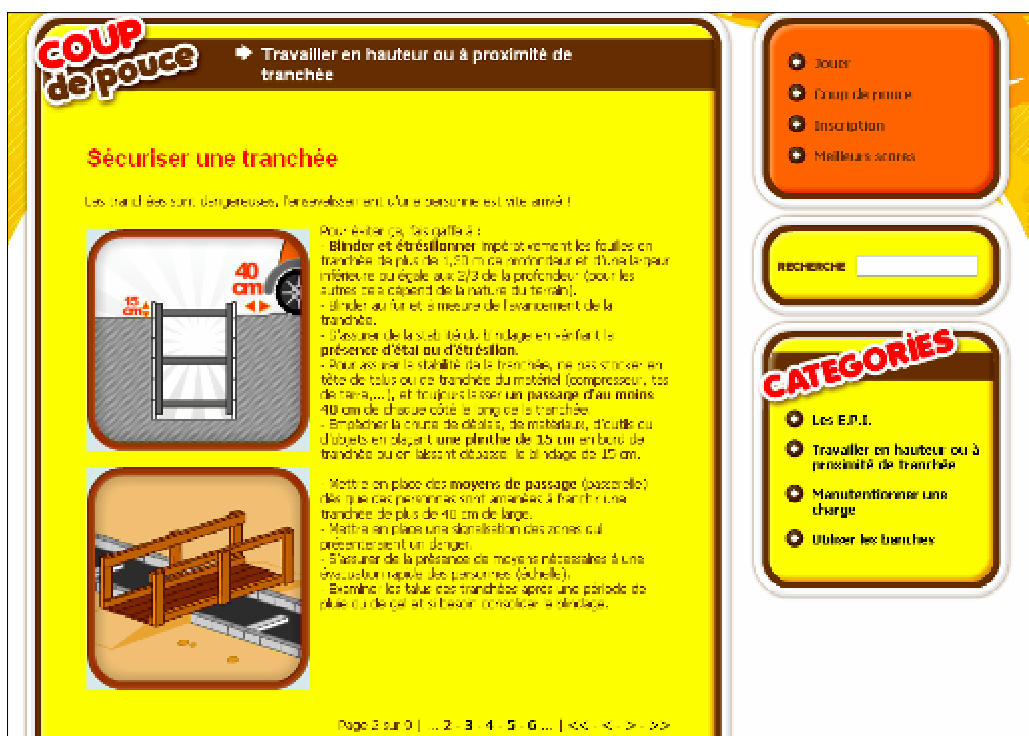 COUP
de pouce
Travailler en hauteur ou à proximité de
tranchée
Sécuriser une tranchée
Les tranchées sont dangereuses, l'ensevelissement d'une personne est vite arrivé !
Pour éviter ça, fais gaffe à :
- Blinder et étrésillonner impérativement les fouilles en
tranchée de plus de 1,30 m de profondeur et d'une largeur
inférieure ou égale aux 2/3 de la profondeur (pour les
autres cela dépend de la nature du terrain).
- Blinder au fur et à mesure de l'avancement de la
tranchée.
- S'assurer de la stabilité du blindage en vérifiant la
présence d'étai ou d'étrésillon.
- Pour assurer la stabilité de la tranchée, ne pas stocker en
tête de talus ou de tranchée du matériel (compresseur, tas
de terre,...), et toujours laisser un passage d'au moins
40 cm de chaque côté le long de la tranchée.
- Empêcher la chute de déblais, de matériaux, d'outils ou
d'objets en plaçant une plinthe de 15 cm en bord de
tranchée ou en laissant dépasser le blindage de 15 cm.
- Mettre en place des moyens de passage (passerelle)
dès que des personnes sont amenées à franchir une
tranchée de plus de 40 cm de large.
- Mettre en place une signalisation des zones qui
présenteraient un danger.
- S'assurer de la présence de moyens nécessaires à une
évacuation rapide des personnes (échelle).
- Examiner les talus des tranchées après une période de
pluie ou de gel et si besoin consolider le blindage.
40
cm
15
cm
Page 2 sur 9 | ... 2 - 3 - 4 - 5 - 6 ... | << - < - > - >>
Jouer
Coup de pouce
Inscription
Meilleurs scores
RECHERCHE
CATEGORIES
Les E.P.I.
Travailler en hauteur ou à
proximité de tranchée
Manutentionner une
charge
Utiliser les banches